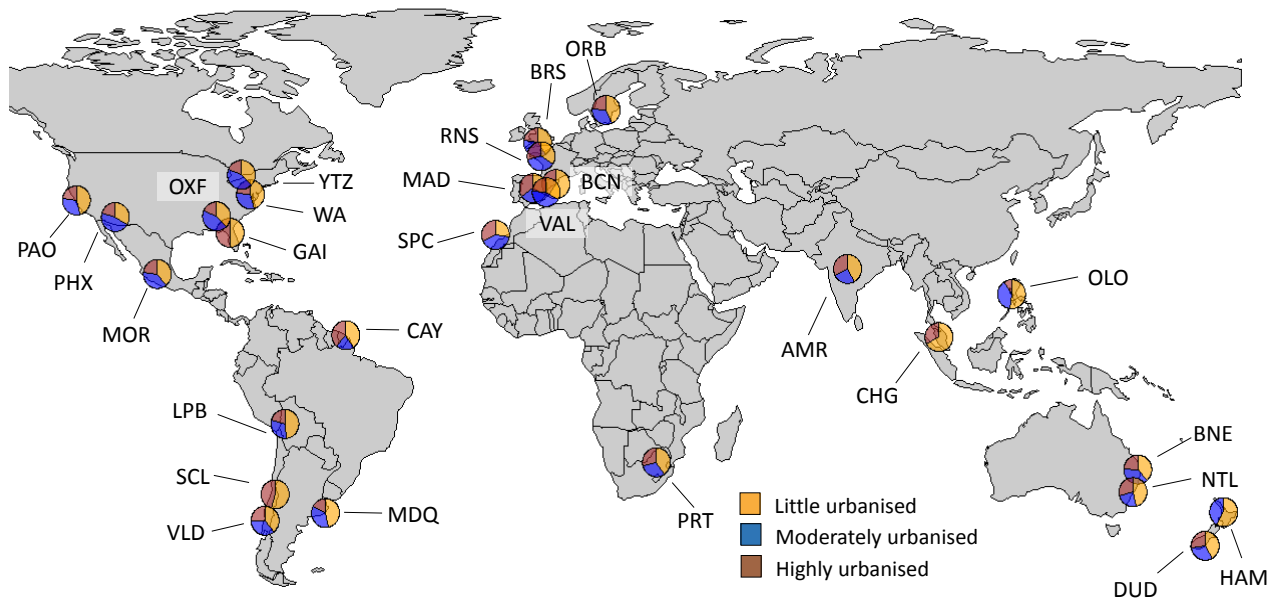 ORB
BRS
RNS
MAD
BCN
VAL
SPC
OXF
YTZ
WA
GAI
PAO
PHX
MOR
CAY
LPB
SCL
VLD
MDQ
PRT
AMR
CHG
OLO
BNE
NTL
DUD
HAM
Little urbanised
Moderately urbanised
Highly urbanised